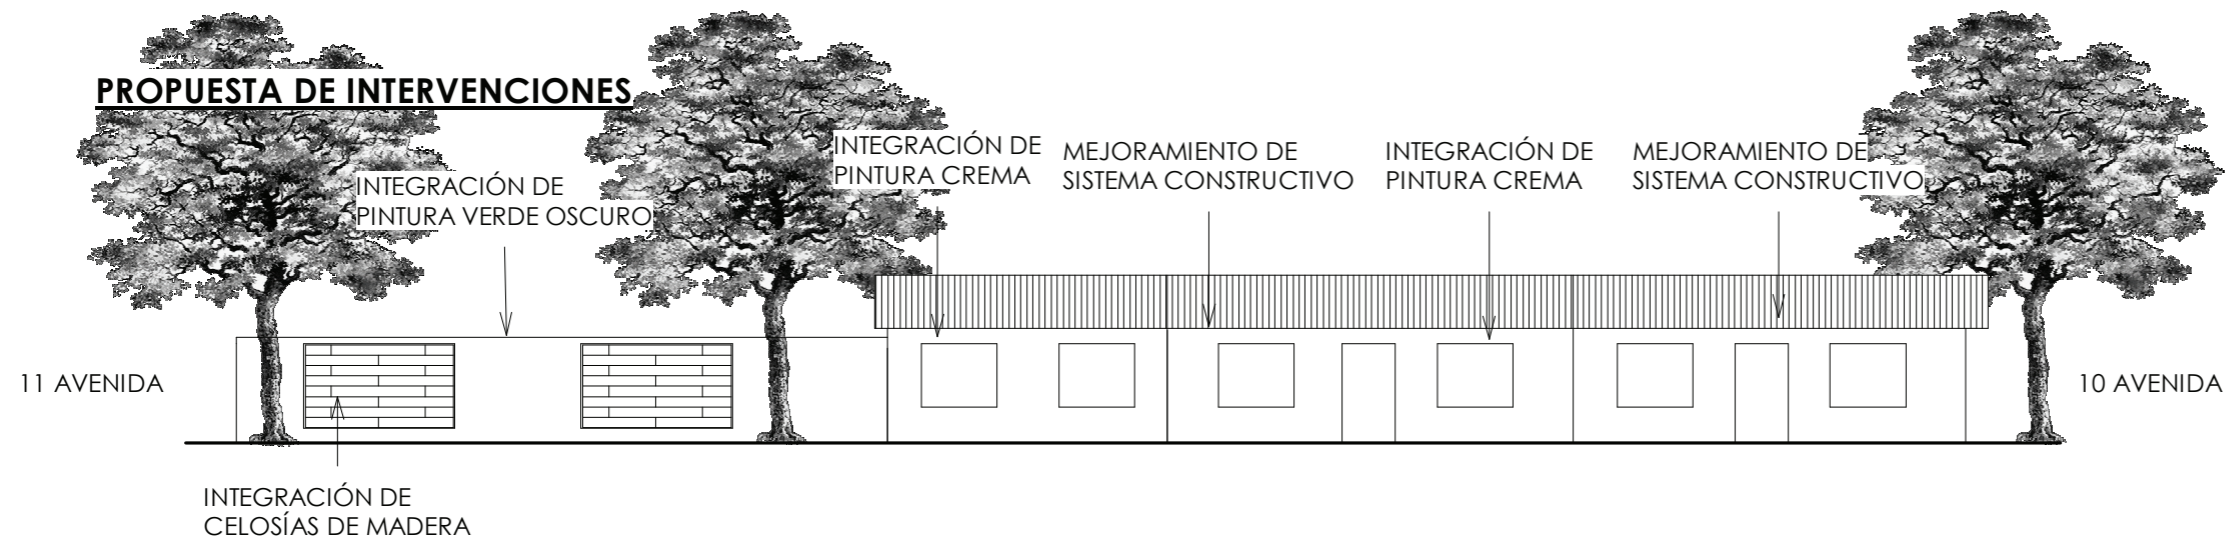 PROPUESTA DE INTERVENCIONES
INTEGRACIÓN DE
PINTURA VERDE OSCURO
INTEGRACIÓN DE
PINTURA CREMA
MEJORAMIENTO DE
SISTEMA CONSTRUCTIVO
INTEGRACIÓN DE
PINTURA CREMA
MEJORAMIENTO DE
SISTEMA CONSTRUCTIVO
11 AVENIDA
10 AVENIDA
INTEGRACIÓN DE
CELOSÍAS DE MADERA